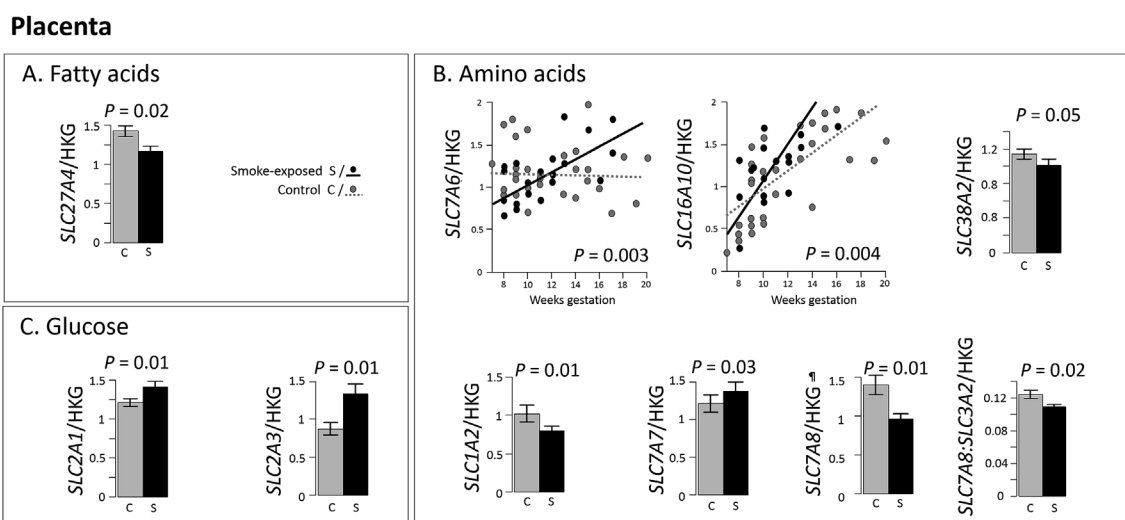 Placenta
A. Fatty acids
P = 0.02
SLC27A4/HKG
1.5
1
0.5
0
C S
Smoke-exposed S /
Control C /
B. Amino acids
SLC7A6/HKG
2
1.5
1
0.5
0
8 10 12 14 16 18 20
Weeks gestation
P = 0.003
SLC16A10/HKG
2
1.5
1
0.5
0
8 10 12 14 16 18 20
Weeks gestation
P = 0.004
P = 0.05
SLC38A2/HKG
1.2
0.8
0.8
0
C S
C. Glucose
P = 0.01
SLC2A1/HKG
1.5
1
0.5
0
C S
P = 0.01
SLC2A3/HKG
1.5
1
0.5
0
C S
P = 0.01
SLC1A2/HKG
1.5
1
0.5
0
C S
P = 0.03
SLC7A7/HKG
1.5
1
0.5
0
C S
P = 0.01
SLC7A8/HKG ¶
1.5
1
0.5
0
C S
P = 0.02
SLC7A8:SLC3A2/HKG
0.12
0.08
0.04
0
C S